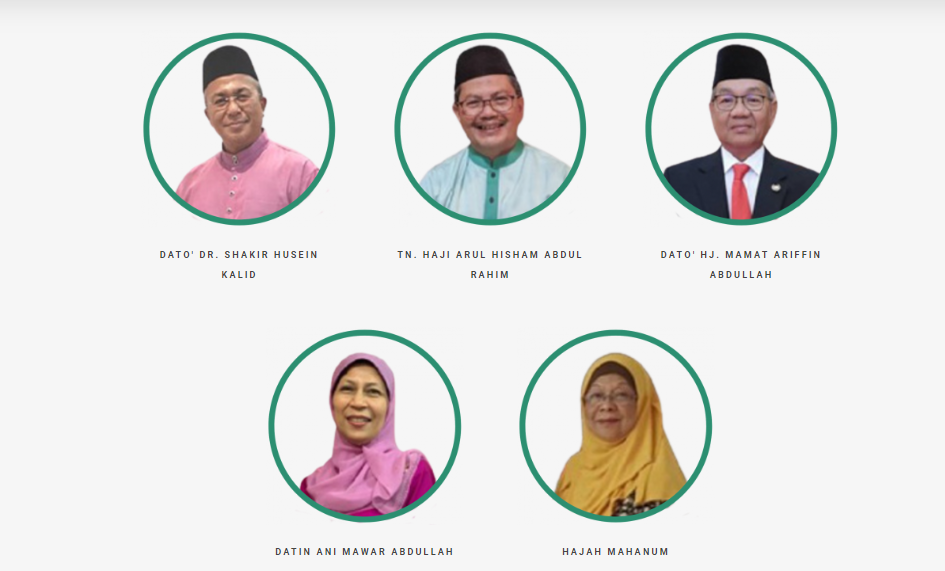 DATO' DR. SHAKIR HUSEIN
KALID
TN. HAJI ARUL HISHAM ABDUL
RAHIM
DATO' HJ. MAMAT ARIFFIN
ABDULLAH
DATIN ANI MAWAR ABDULLAH
HAJAH MAHANUM